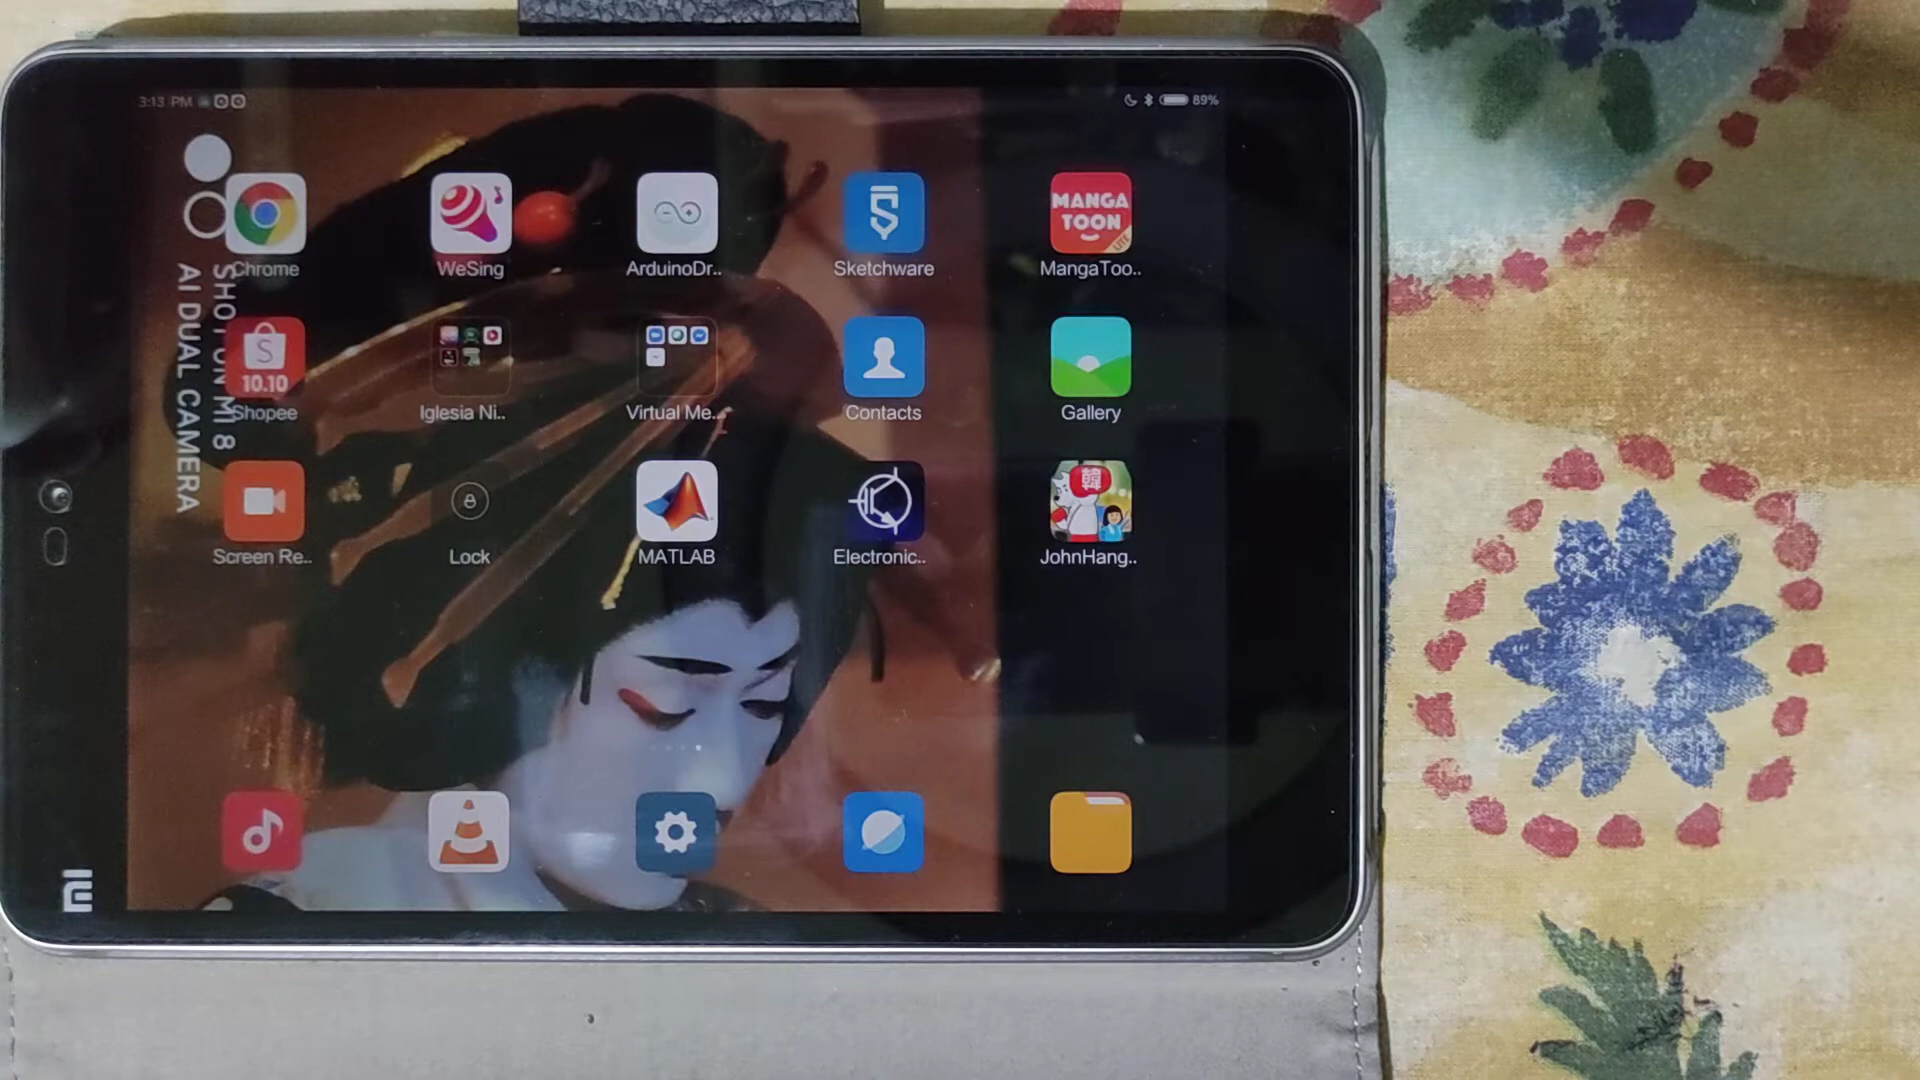 3:13 PM
89%
SHOT ON MI 8
AI DUAL CAMERA
MANGA
TOON
LITE
Chrome
WeSing
ArduinoDr..
Sketchware
MangaToo..
10.10
Shopee
Iglesia Ni..
Virtual Me..
Contacts
Gallery
韓
Screen Re..
Lock
MATLAB
Electronic..
JohnHang..